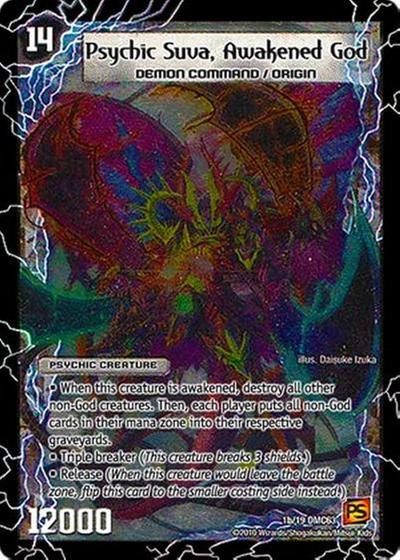 14
Psychic Suva, Awakened God
DEMON COMMAND / ORIGIN
illus. Daisuke Izuka
PSYCHIC CREATURE
• When this creature is awakened, destroy all other
non-God creatures. Then, each player puts all non-God
cards in their mana zone into their respective
graveyards.
• Triple breaker (This creature breaks 3 shields.)
• Release (When this creature would leave the battle
zone, flip this card to the smaller costing side instead.)
12000
1b/19 DMC63
PS
©2010 Wizards/Shogakukan/Mitsui-Kids